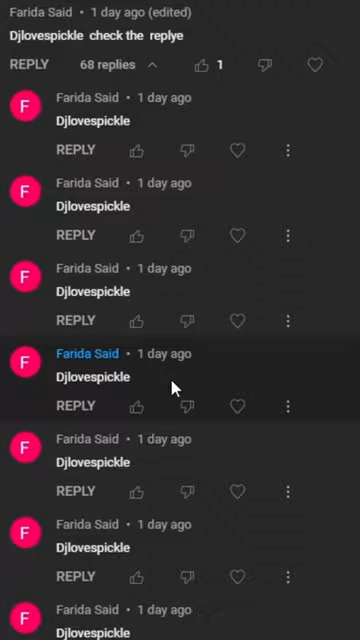 Farida Said • 1 day ago (edited)
Djlovespickle check the replye
REPLY 68 replies 1
F Farida Said • 1 day ago
Djlovespickle
REPLY
F Farida Said • 1 day ago
Djlovespickle
REPLY
F Farida Said • 1 day ago
Djlovespickle
REPLY
F Farida Said • 1 day ago
Djlovespickle
REPLY
F Farida Said • 1 day ago
Djlovespickle
REPLY
F Farida Said • 1 day ago
Djlovespickle
REPLY
F Farida Said • 1 day ago
Djlovespickle